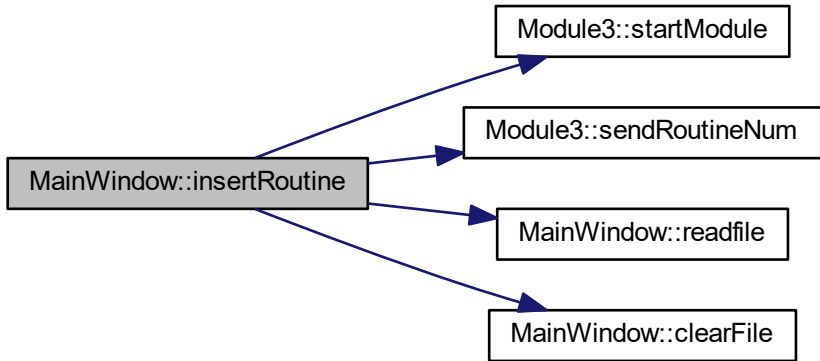 Module3::startModule
Module3::sendRoutineNum
MainWindow::insertRoutine
MainWindow::readfile
MainWindow::clearFile